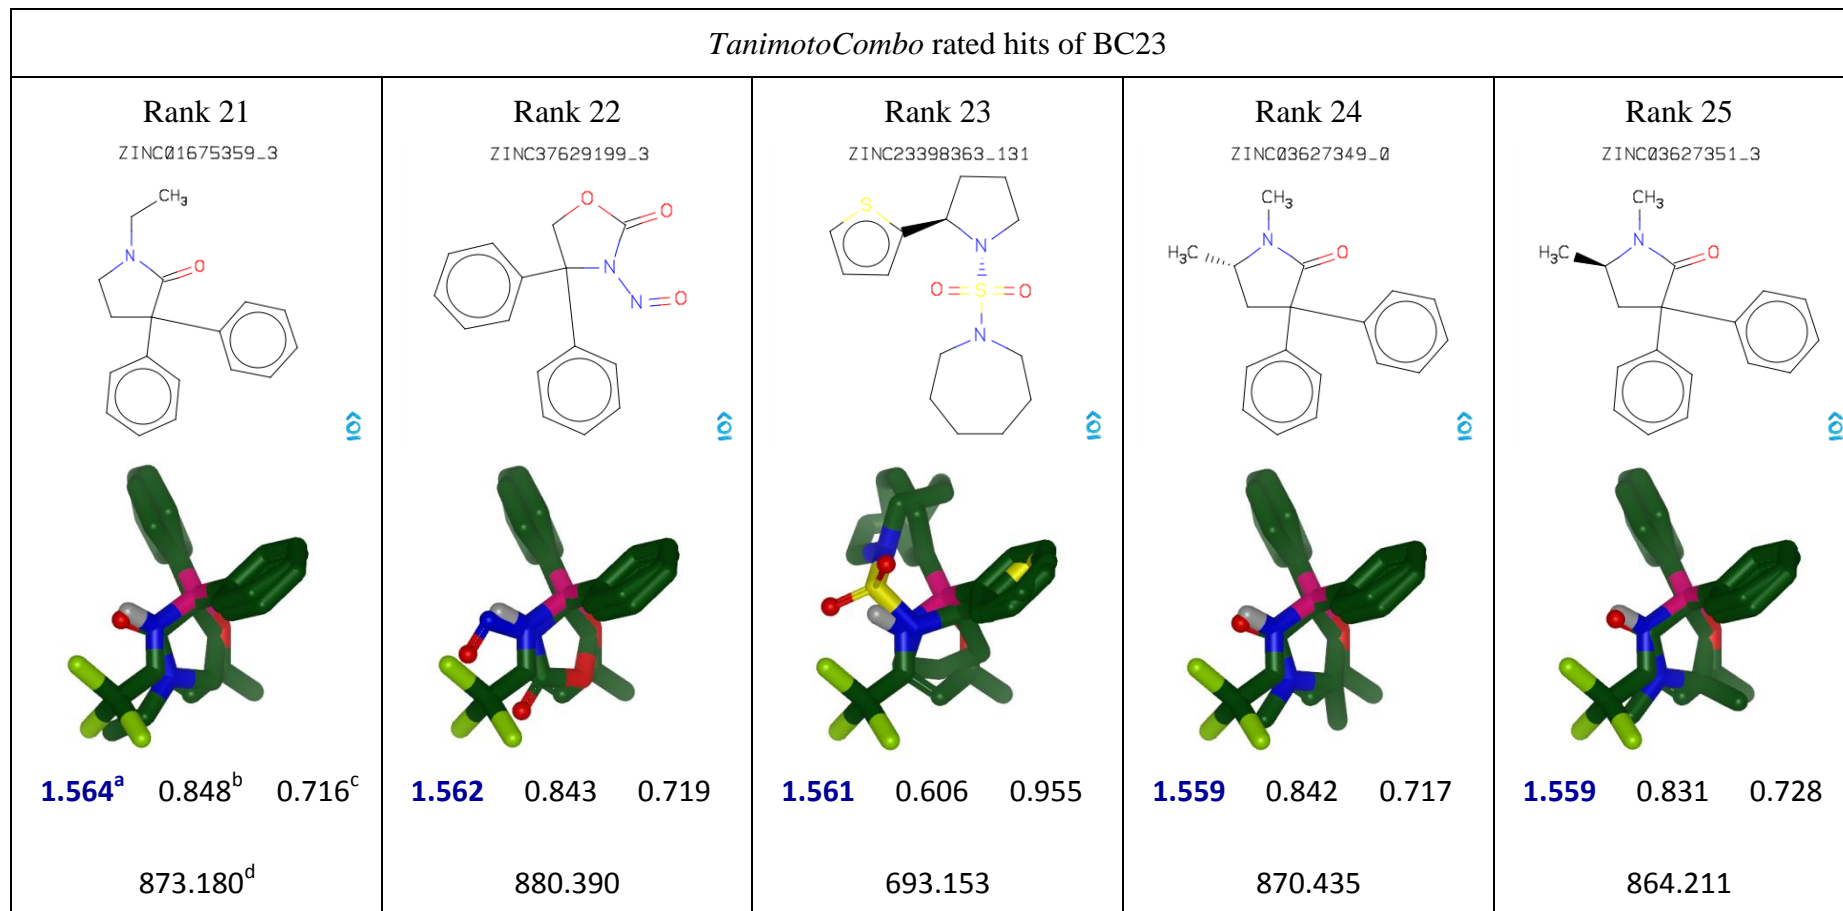 TanimotoCombo rated hits of BC23
Rank 21 Rank 22 Rank 23 Rank 24 Rank 25
ZINC01675359_3 ZINC37629199_3 ZINC23398363_131 ZINC03627349_0 ZINC03627351_3
CH3 O O N N O
S N O S O N
CH3 N O H3C
CH3 N O H3C
N O
1.564a 0.848b 0.716c 1.562 0.843 0.719 1.561 0.606 0.955 1.559 0.842 0.717 1.559 0.831 0.728
873.180d 880.390 693.153 870.435 864.211